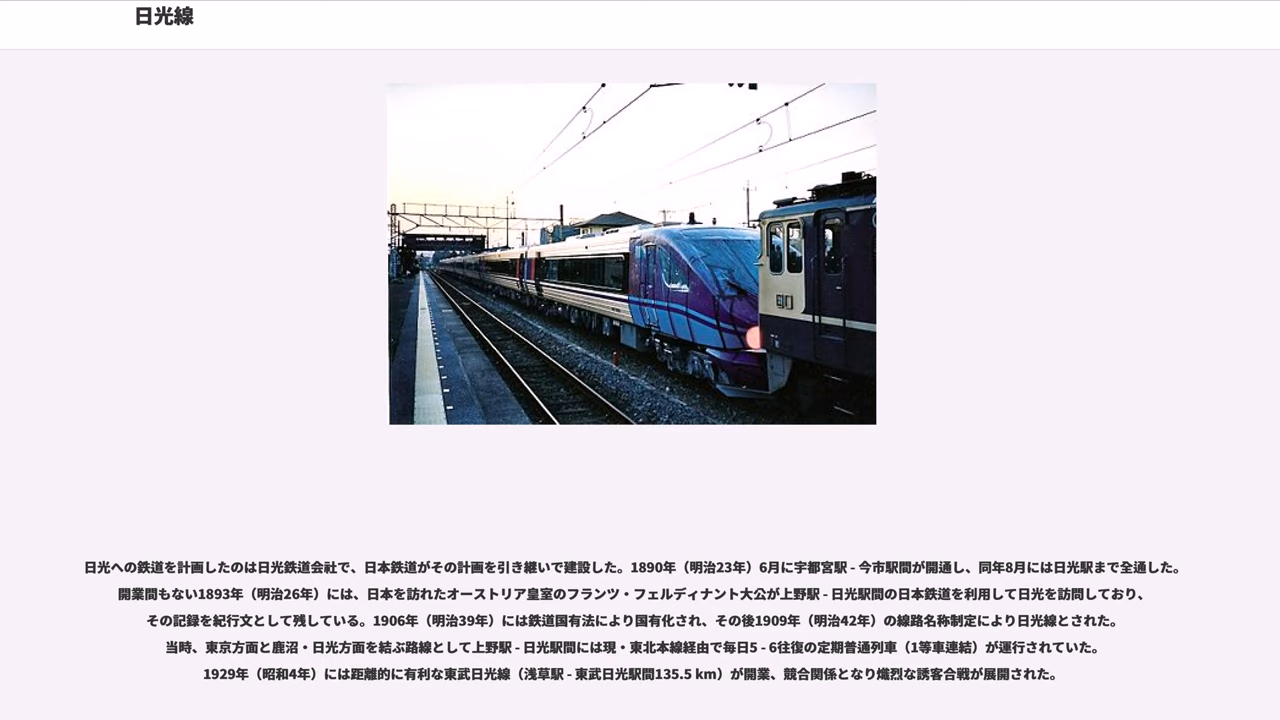 日光線
日光への鉄道を計画したのは日光鉄道会社で、日本鉄道がその計画を引き継いで建設した。1890年（明治23年）6月に宇都宮駅 - 今市駅間が開通し、同年8月には日光駅まで全通した。
開業間もない1893年（明治26年）には、日本を訪れたオーストリア皇室のフランツ・フェルディナント大公が上野駅 - 日光駅間の日本鉄道を利用して日光を訪問しており、
その記録を紀行文として残している。1906年（明治39年）には鉄道国有法により国有化され、その後1909年（明治42年）の線路名称制定により日光線とされた。
当時、東京方面と鹿沼・日光方面を結ぶ路線として上野駅 - 日光駅間には現・東北本線経由で毎日5 - 6往復の定期普通列車（1等車連結）が運行されていた。
1929年（昭和4年）には距離的に有利な東武日光線（浅草駅 - 東武日光駅間135.5 km）が開業、競合関係となり熾烈な誘客合戦が展開された。